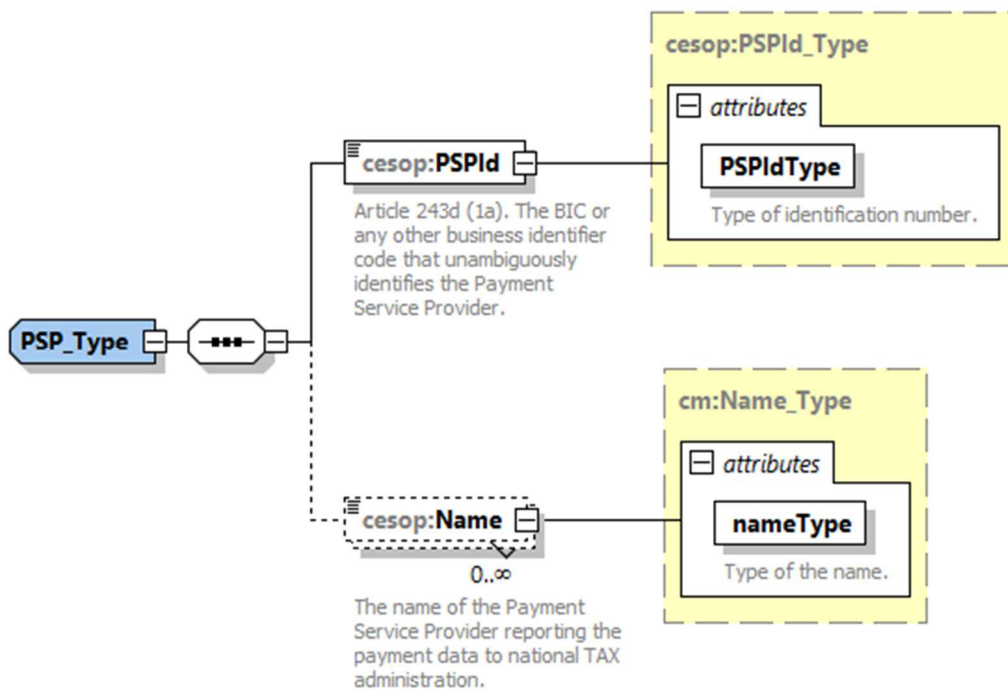 cesop:PSPId_Type
attributes
cesop:PSPId
PSPIdType
Type of identification number.
Article 243d (1a). The BIC or
any other business identifier
code that unambiguously
identifies the Payment
Service Provider.
PSP_Type
cm:Name_Type
attributes
cesop:Name
nameType
0..∞
Type of the name.
The name of the Payment
Service Provider reporting the
payment data to national TAX
administration.